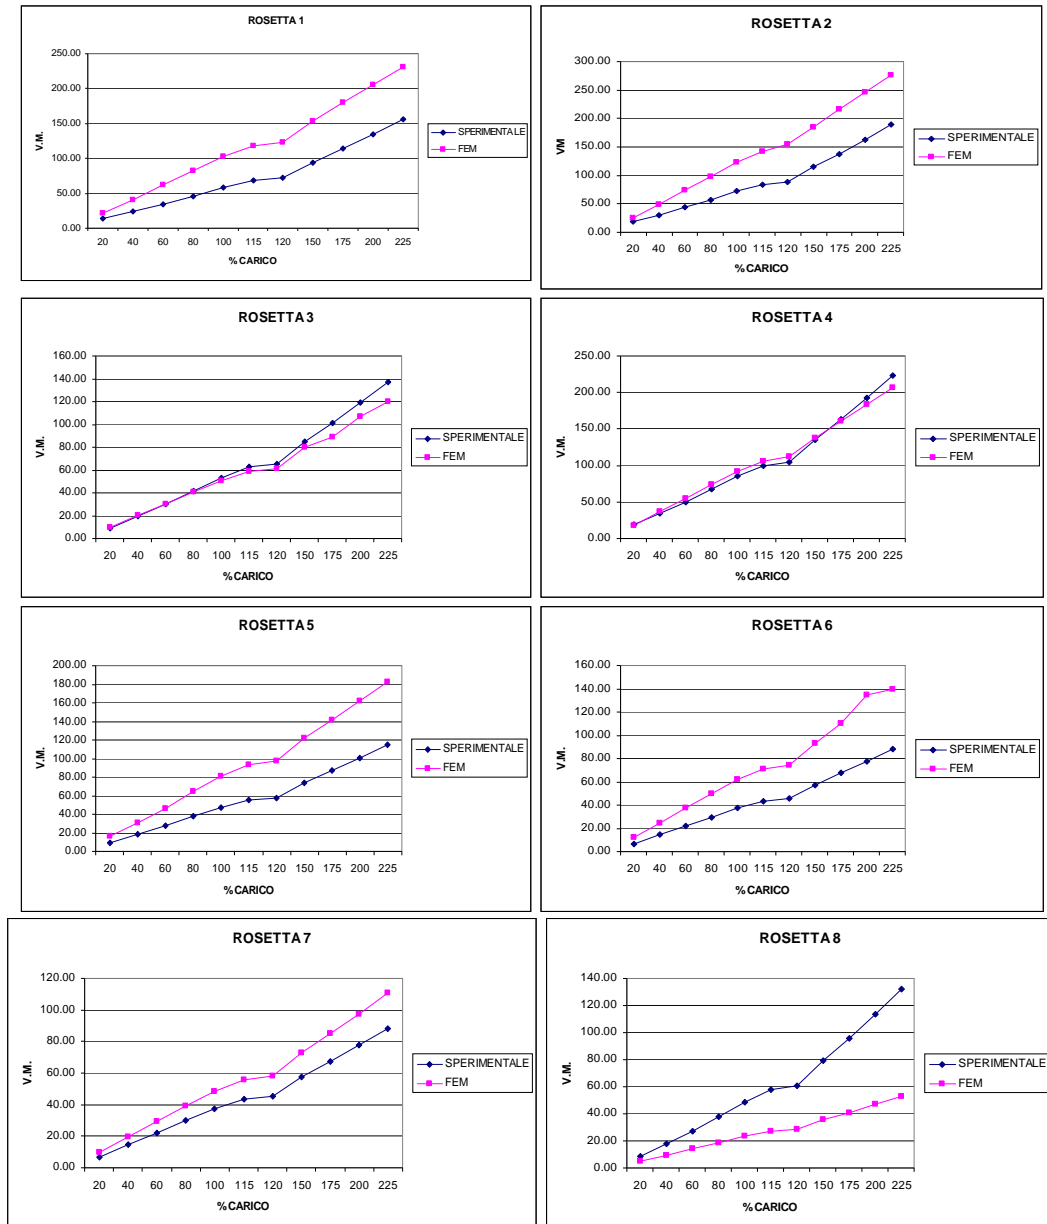 ROSETTA 1
250.00
200.00
150.00
100.00
50.00
0.00
V.M.
20 40 60 80 100 115 120 150 175 200 225
% CARICO
SPERIMENTALE
FEM
ROSETTA 2
300.00
250.00
200.00
150.00
100.00
50.00
0.00
VM
20 40 60 80 100 115 120 150 175 200 225
% CARICO
SPERIMENTALE
FEM
ROSETTA 3
160.00
140.00
120.00
100.00
80.00
60.00
40.00
20.00
0.00
V.M.
20 40 60 80 100 115 120 150 175 200 225
% CARICO
SPERIMENTALE
FEM
ROSETTA 4
250.00
200.00
150.00
100.00
50.00
0.00
V.M.
20 40 60 80 100 115 120 150 175 200 225
% CARICO
SPERIMENTALE
FEM
ROSETTA 5
200.00
180.00
160.00
140.00
120.00
100.00
80.00
60.00
40.00
20.00
0.00
V.M.
20 40 60 80 100 115 120 150 175 200 225
% CARICO
SPERIMENTALE
FEM
ROSETTA 6
160.00
140.00
120.00
100.00
80.00
60.00
40.00
20.00
0.00
V.M.
20 40 60 80 100 115 120 150 175 200 225
% CARICO
SPERIMENTALE
FEM
ROSETTA 7
120.00
100.00
80.00
60.00
40.00
20.00
0.00
V.M.
20 40 60 80 100 115 120 150 175 200 225
% CARICO
SPERIMENTALE
FEM
ROSETTA 8
140.00
120.00
100.00
80.00
60.00
40.00
20.00
0.00
V.M.
20 40 60 80 100 115 120 150 175 200 225
% CARICO
SPERIMENTALE
FEM